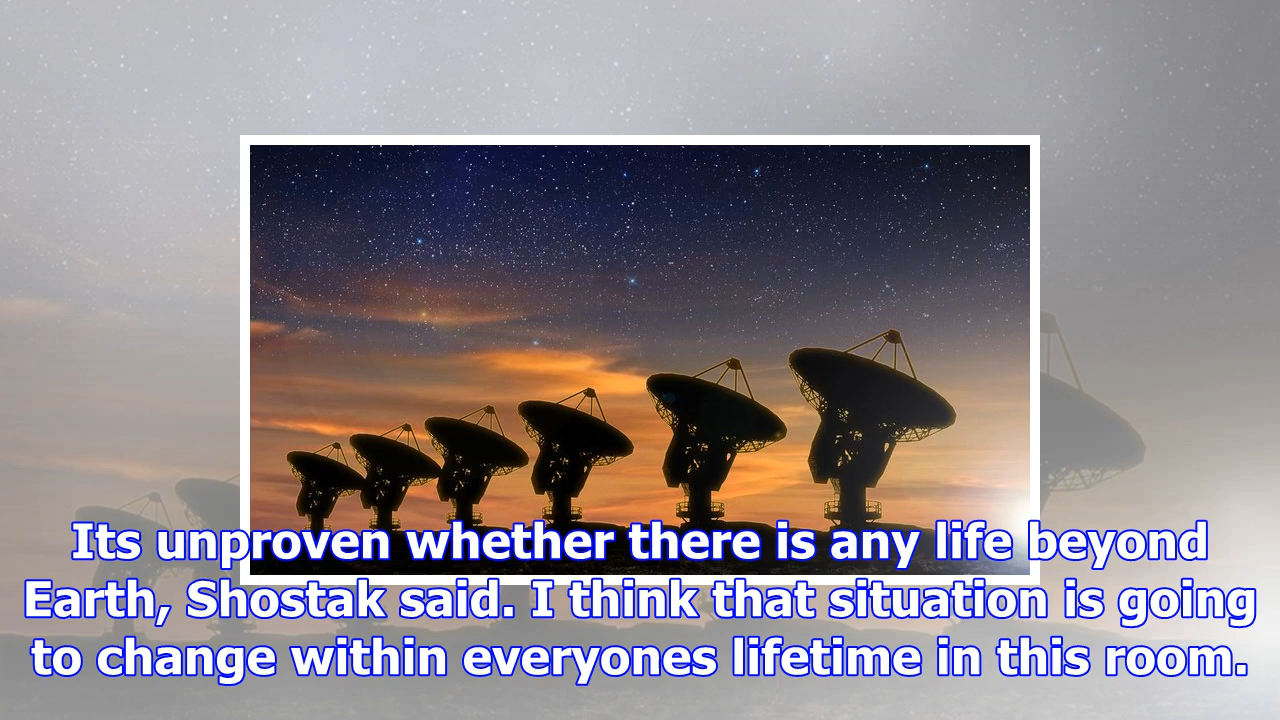 Its unproven whether there is any life beyond
Earth, Shostak said. I think that situation is going
to change within everyones lifetime in this room.